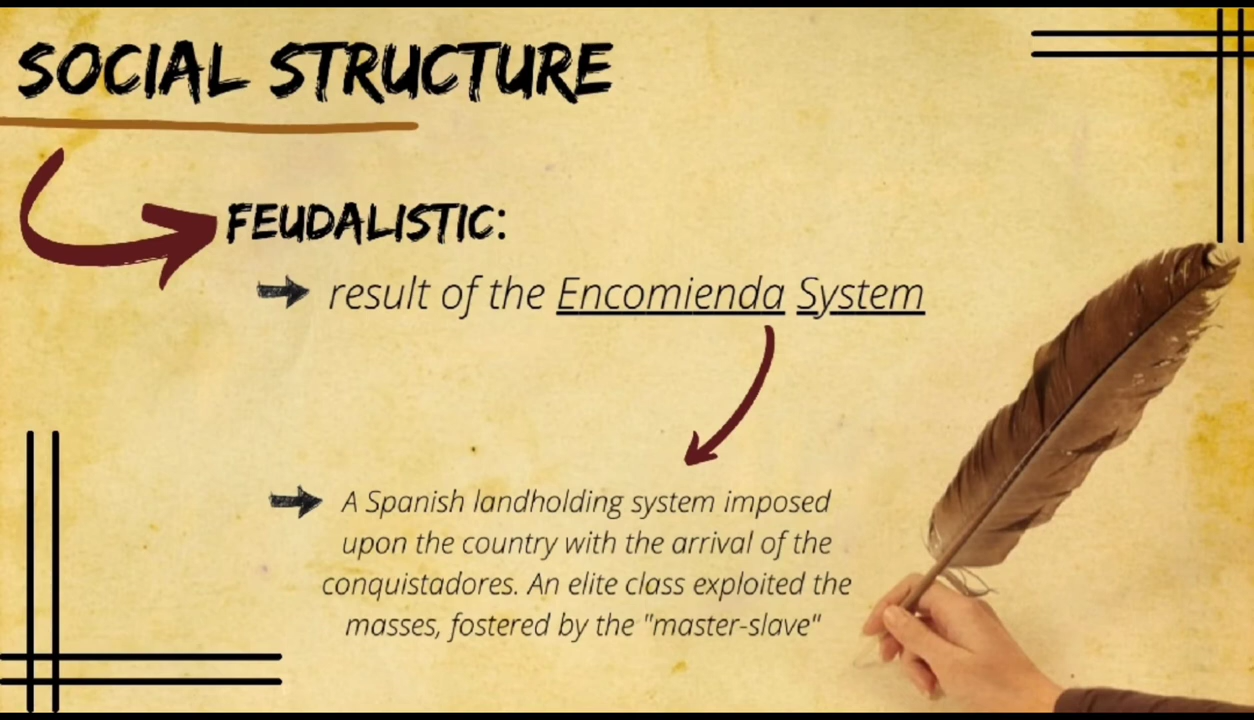 SOCIAL STRUCTURE
FEUDALISTIC:
result of the Encomienda System
A Spanish landholding system imposed
upon the country with the arrival of the
conquistadores. An elite class exploited the
masses, fostered by the "master-slave"